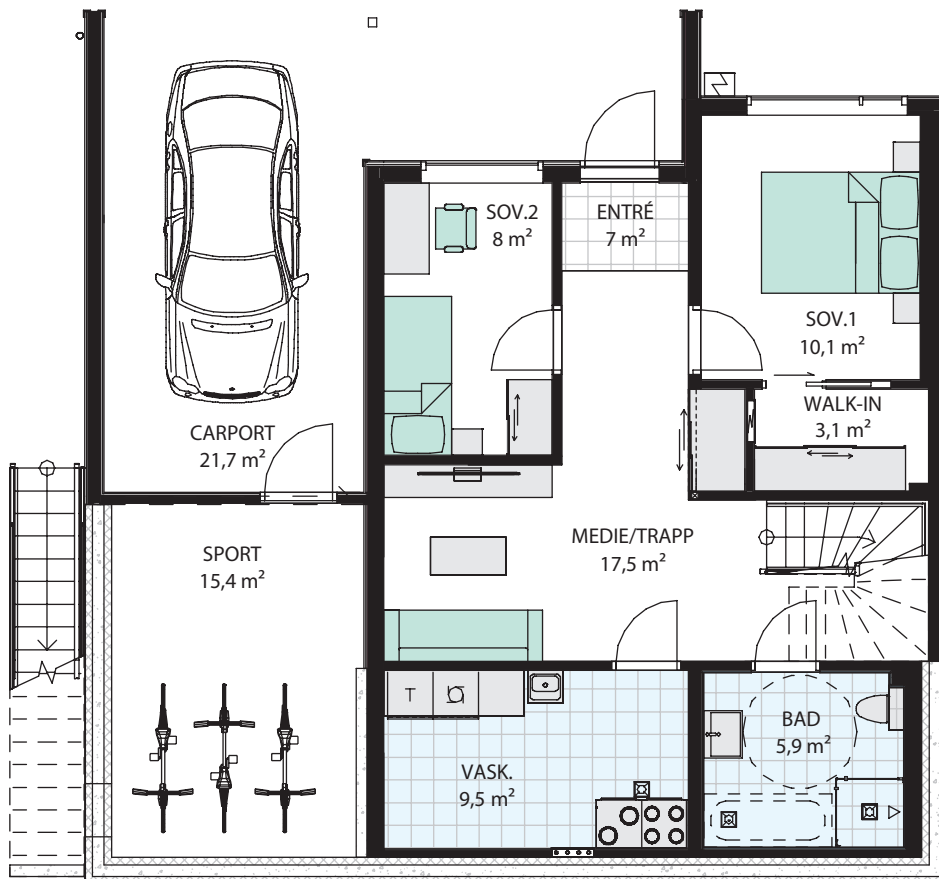 SOV.2
8 m²
ENTRÉ
7 m²
SOV.1
10,1 m²
WALK-IN
3,1 m²
CARPORT
21,7 m²
SPORT
15,4 m²
MEDIE/TRAPP
17,5 m²
T
VASK.
9,5 m²
BAD
5,9 m²